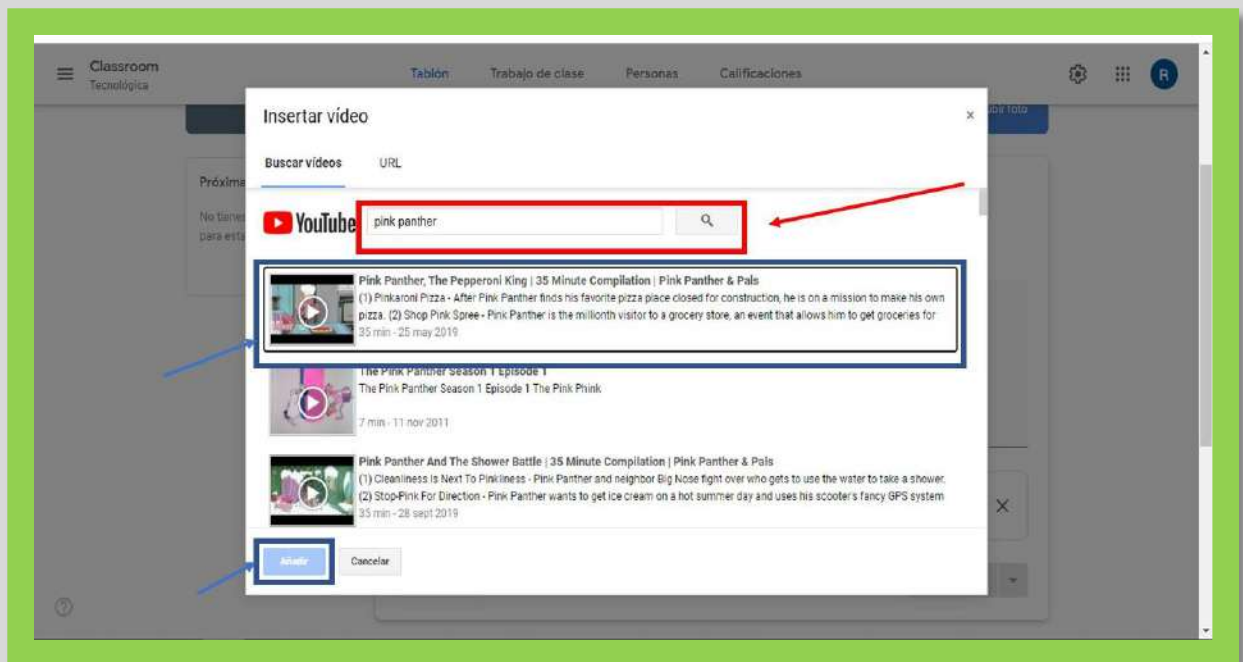 Classroom
Tecnológica
Tablón Trabajo de clase Personas Calificaciones
R
Insertar vídeo
×
foto
Buscar vídeos URL
Próxima
No tienes
para esta
YouTube pink panther
Pink Panther, The Pepperoni King | 35 Minute Compilation | Pink Panther & Pals
(1) Pinkaroni Pizza - After Pink Panther finds his favorite pizza place closed for construction, he is on a mission to make his own
pizza. (2) Shop Pink Spree - Pink Panther is the millionth visitor to a grocery store, an event that allows him to get groceries for
35 min - 25 may 2019
The Pink Panther Season 1 Episode 1
The Pink Panther Season 1 Episode 1 The Pink Phink
7 min - 11 nov 2011
Pink Panther And The Shower Battle | 35 Minute Compilation | Pink Panther & Pals
(1) Cleanliness Is Next To Pinkliness - Pink Panther and neighbor Big Nose fight over who gets to use the water to take a shower.
(2) Stop-Pink For Direction - Pink Panther wants to get ice cream on a hot summer day and uses his scooter's fancy GPS system
35 min - 28 sept 2019
Añadir Cancelar